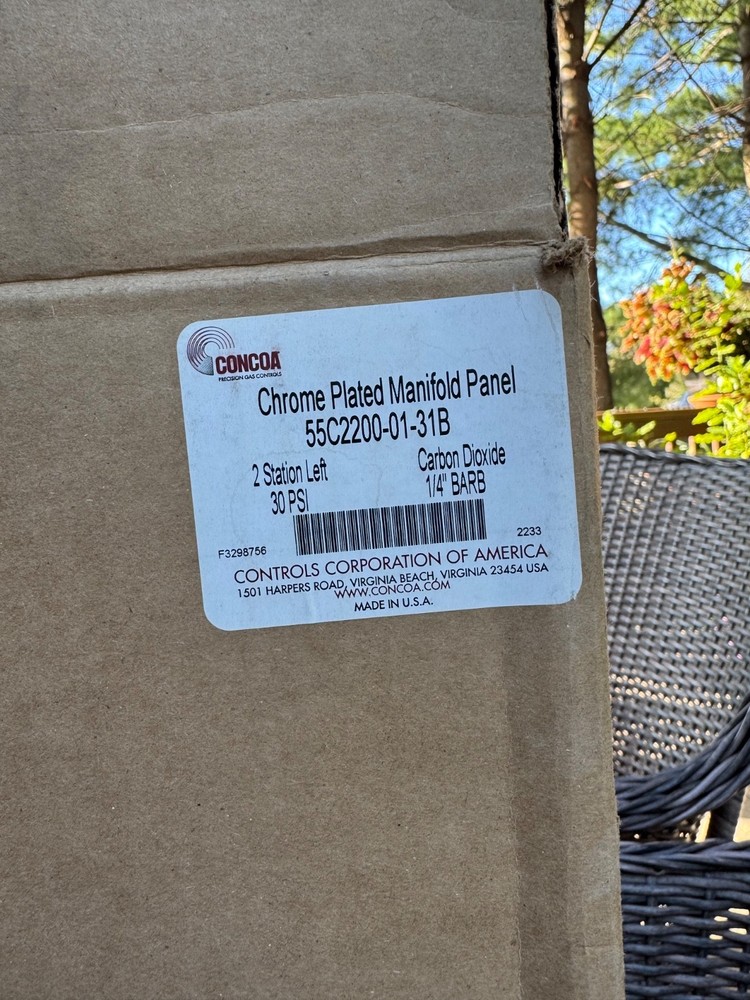 CONCOA
PRECISION GAS CONTROLS
Chrome Plated Manifold Panel
55C2200-01-31B
2 Station Left Carbon Dioxide
30 PSI 1/4" BARB
F3298756 2233
CONTROLS CORPORATION OF AMERICA
1501 HARPERS ROAD, VIRGINIA BEACH, VIRGINIA 23454 USA
WWW.CONCOA.COM
MADE IN U.S.A.